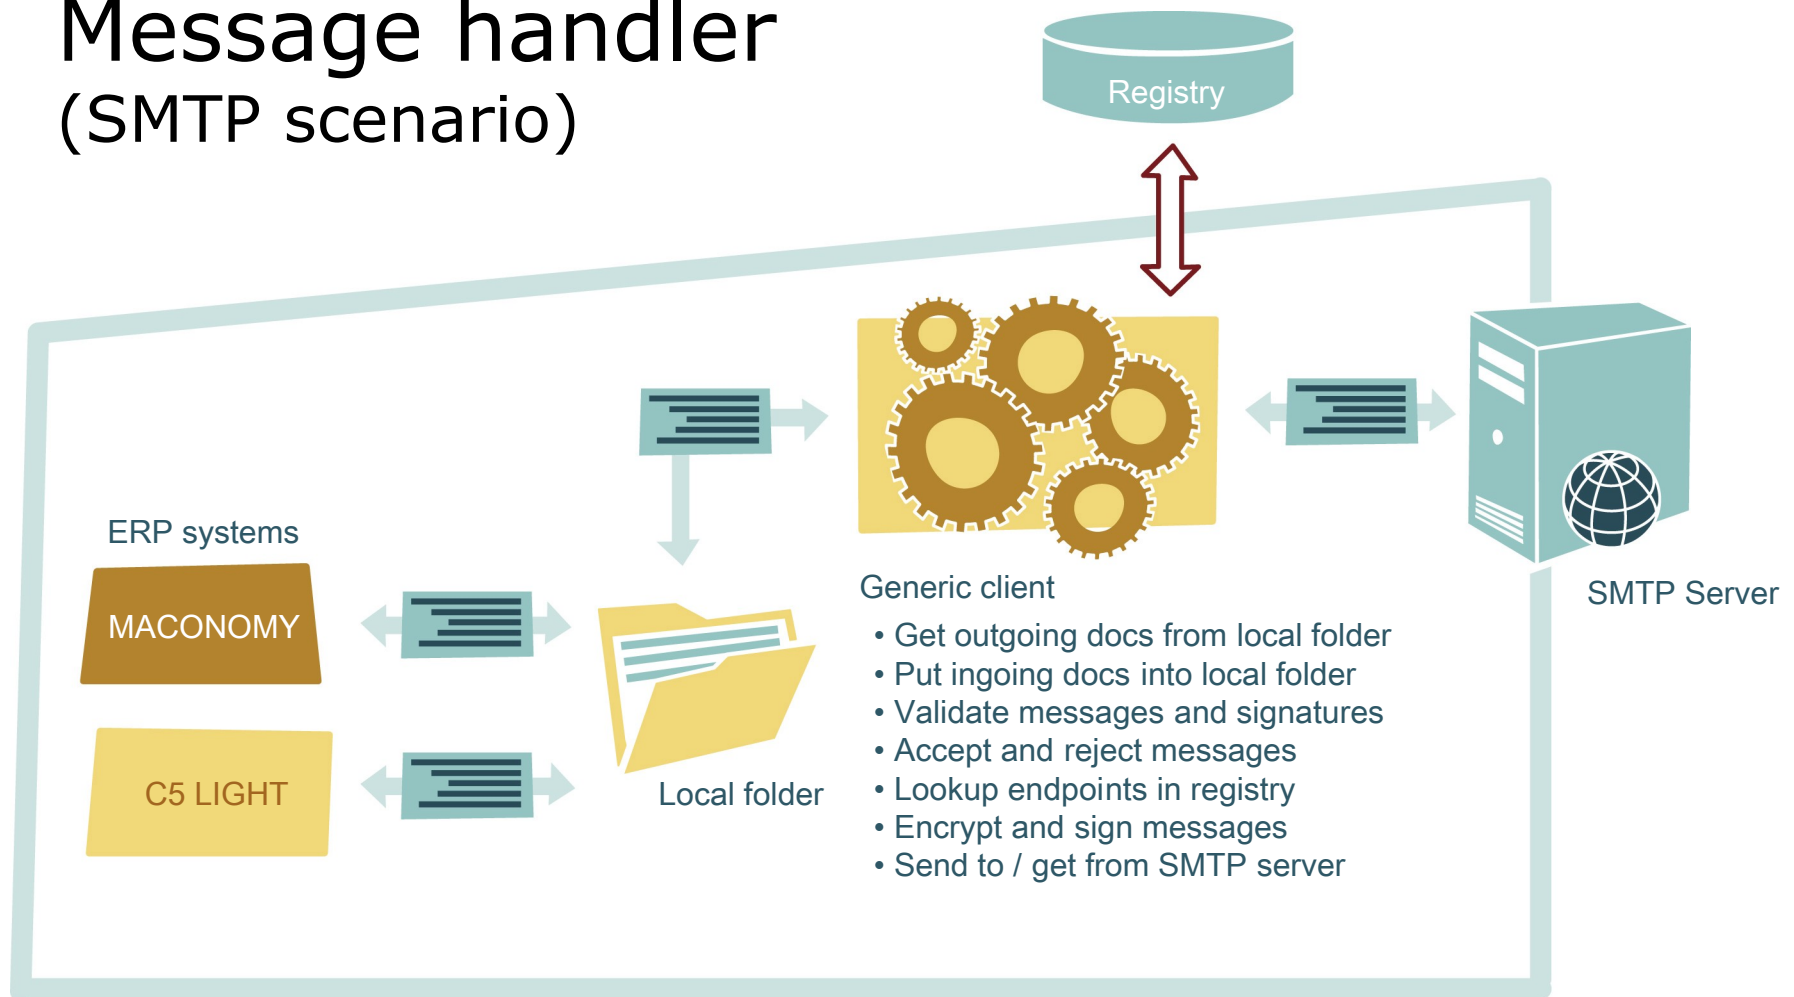 Message handler
(SMTP scenario)
Registry
ERP systems
MACONOMY
C5 LIGHT
Local folder
Generic client
• Get outgoing docs from local folder
• Put ingoing docs into local folder
• Validate messages and signatures
• Accept and reject messages
• Lookup endpoints in registry
• Encrypt and sign messages
• Send to / get from SMTP server
SMTP Server